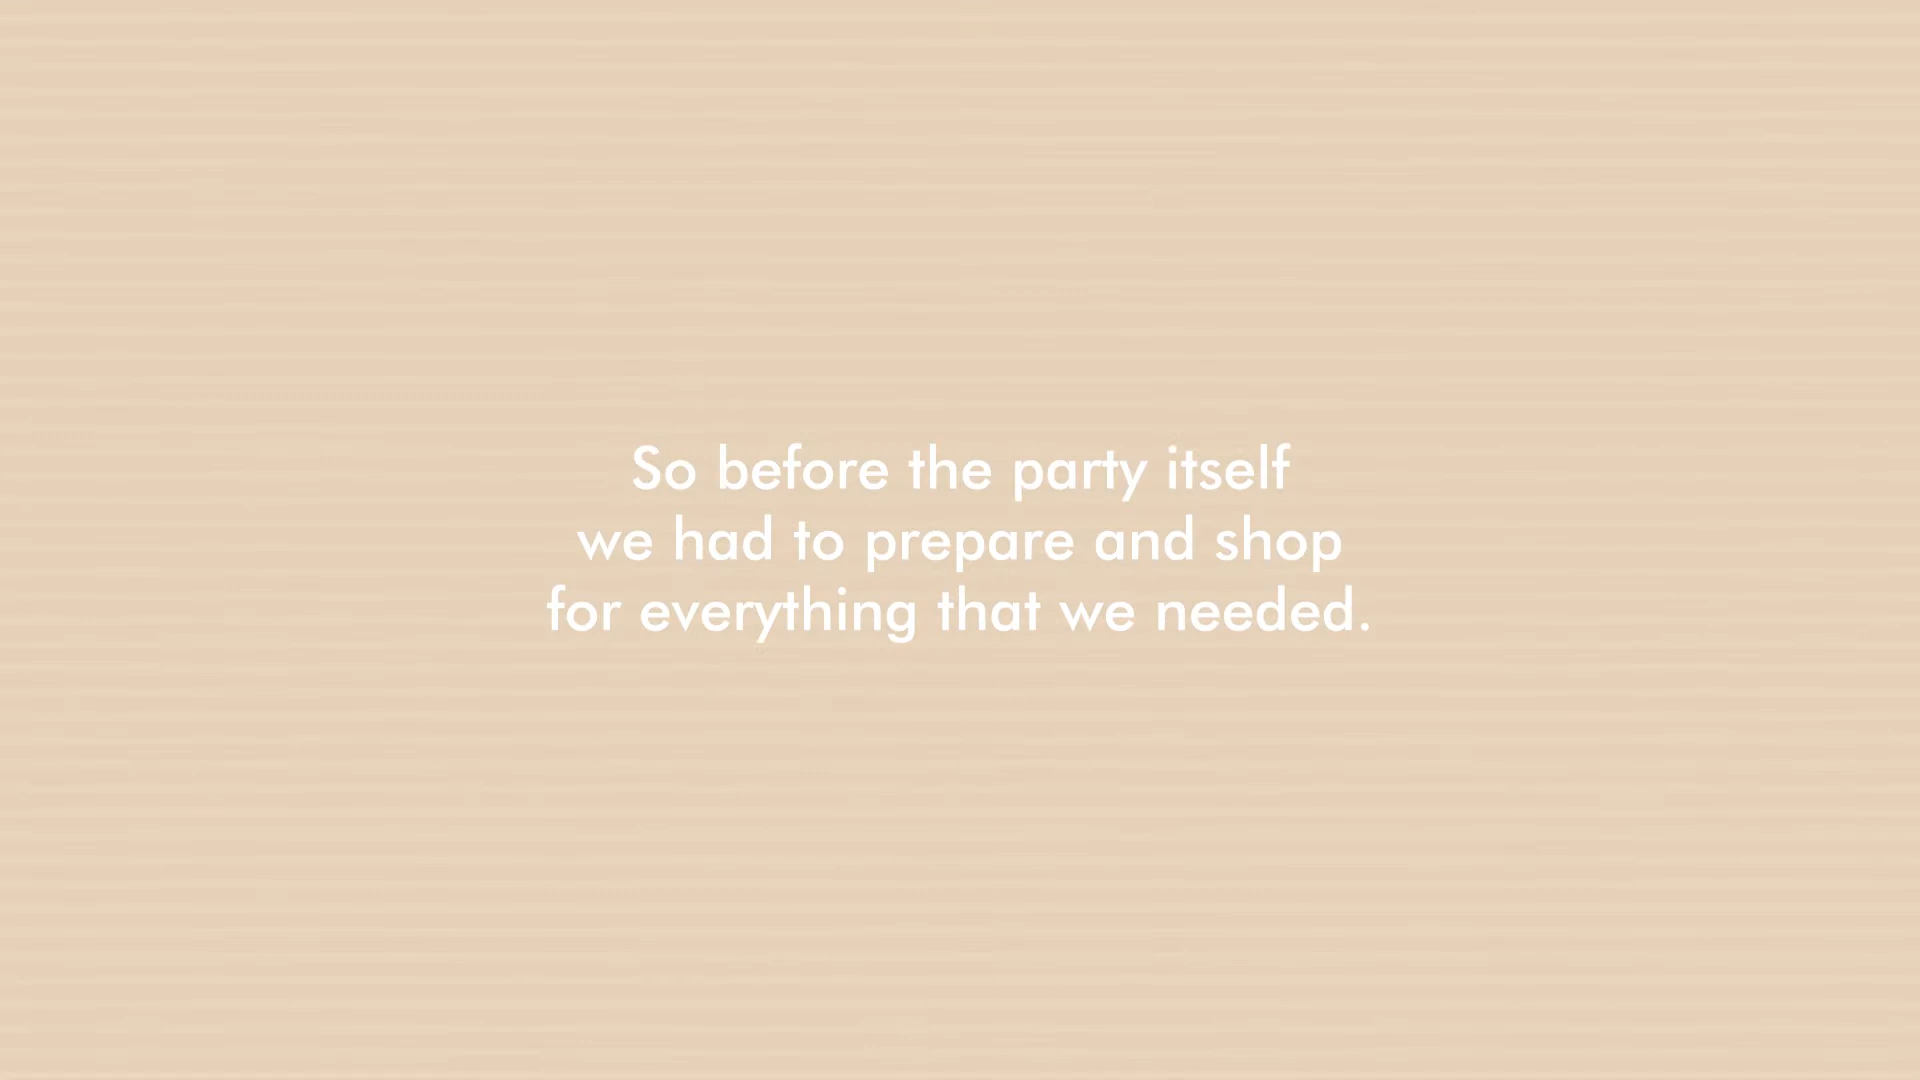 So before the party itself
we had to prepare and shop
for everything that we needed.